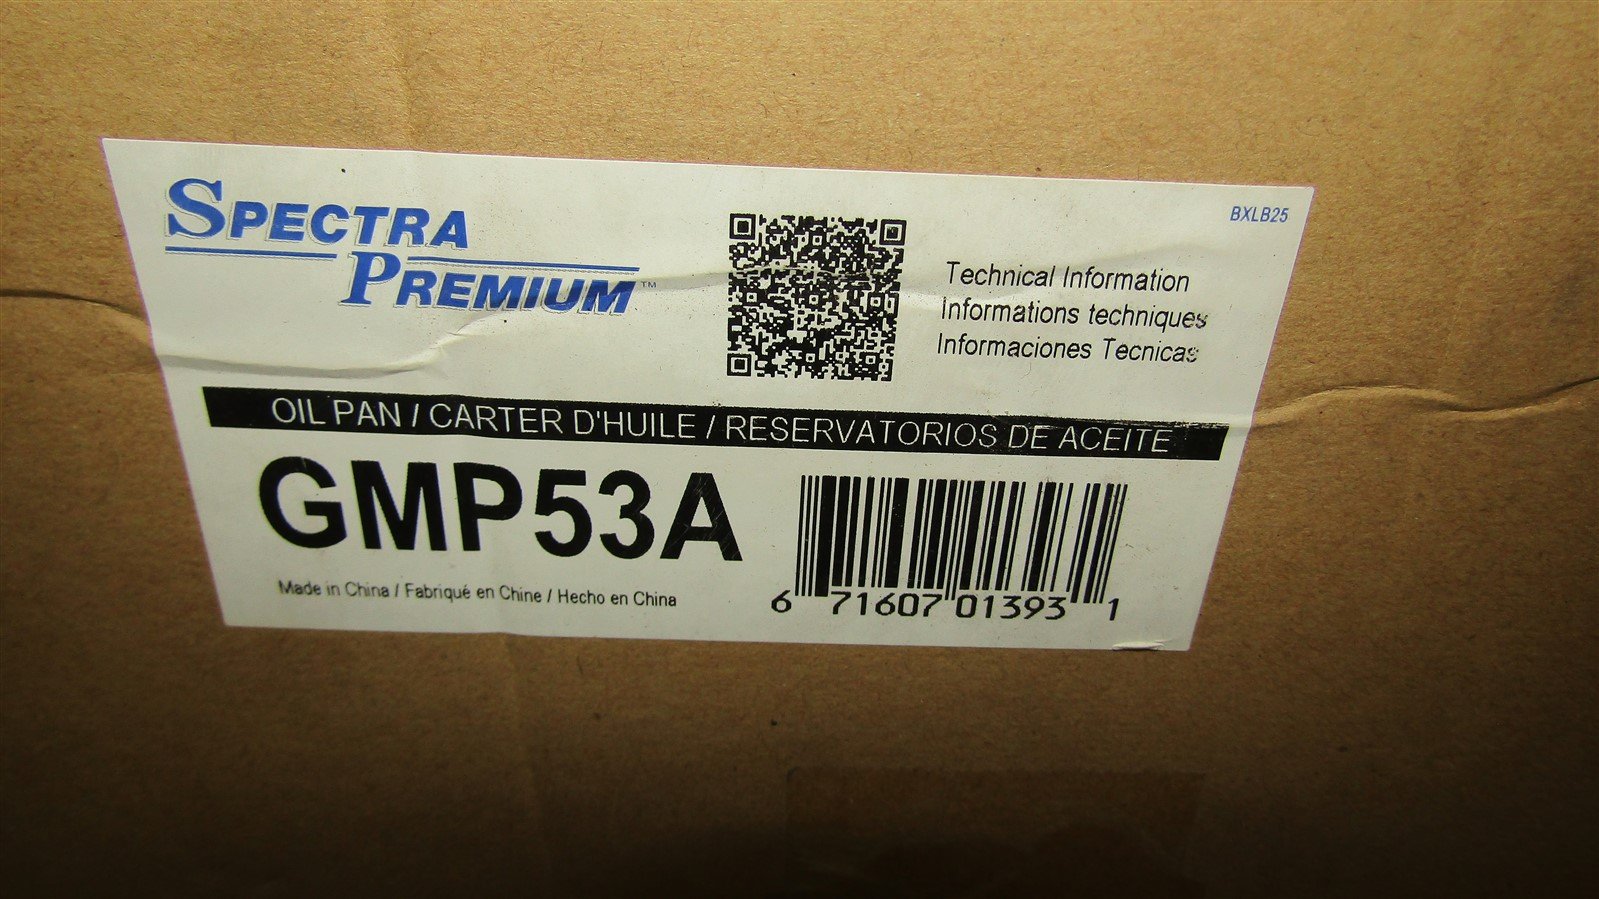 SPECTRA
PREMIUM™
BXLB25
Technical Information
Informations techniques
Informaciones Tecnicas
OIL PAN / CARTER D'HUILE / RESERVATORIOS DE ACEITE
GMP53A
Made in China / Fabriqué en Chine / Hecho en China
6 71607 01393 1